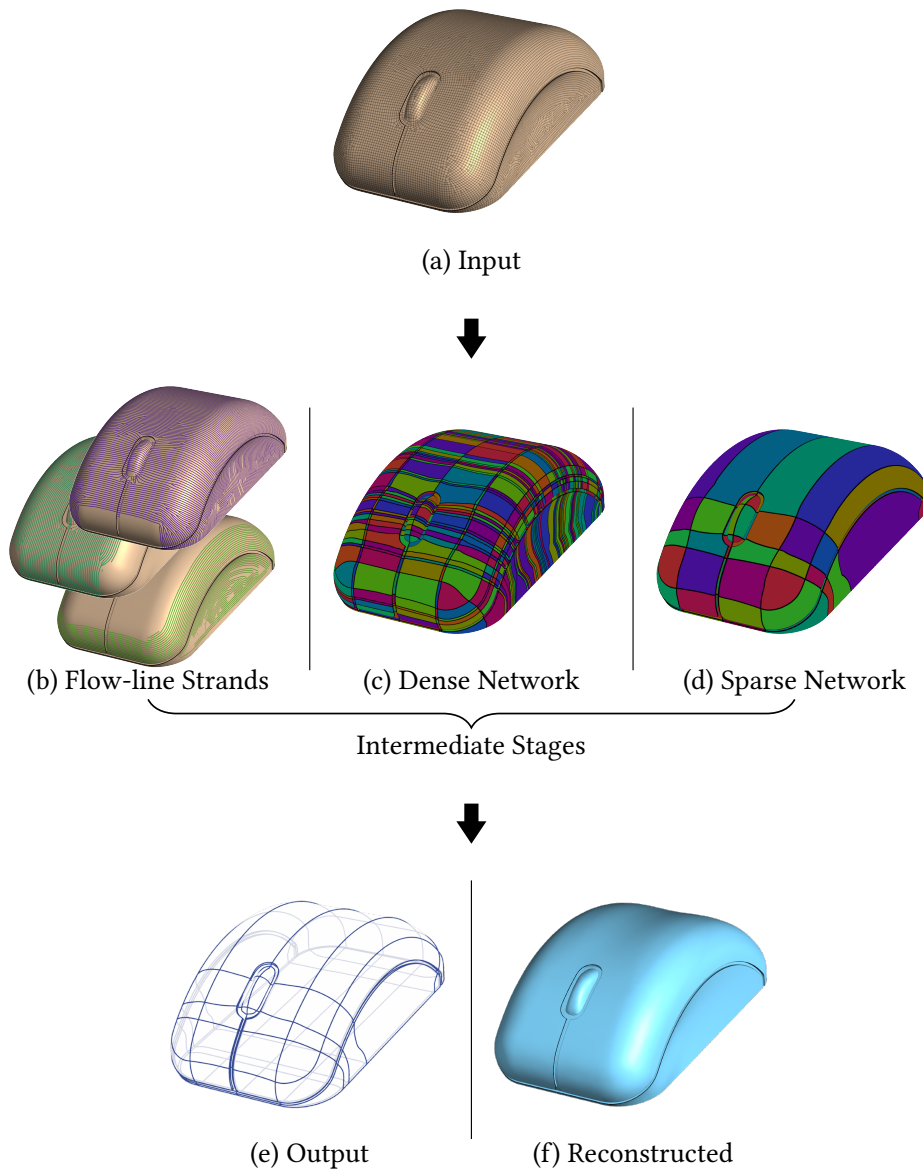 (a) Input
(b) Flow-line Strands
(c) Dense Network
(d) Sparse Network
Intermediate Stages
(e) Output
(f) Reconstructed